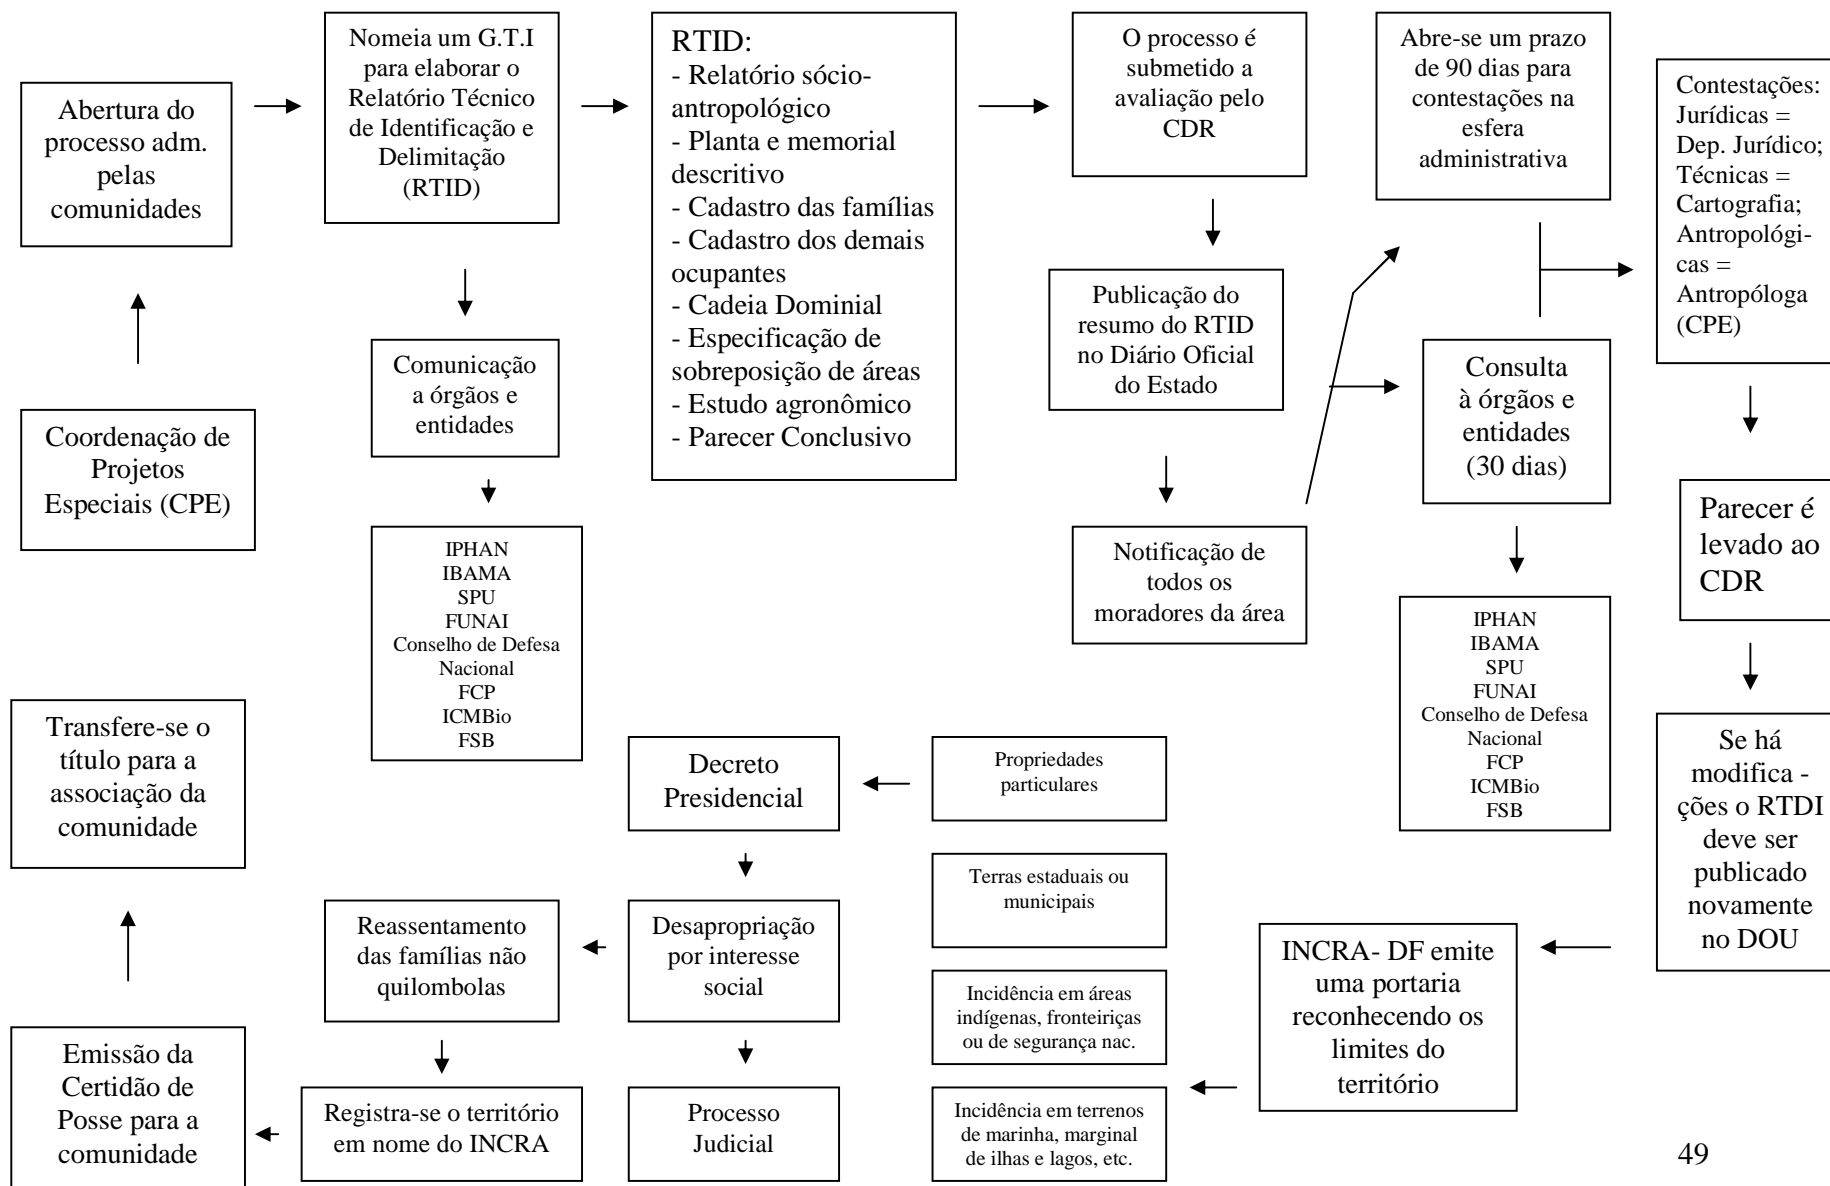 Abertura do
processo adm.
pelas
comunidades
Nomeia um G.T.I
para elaborar o
Relatório Técnico
de Identificação e
Delimitação
(RTID)
RTID:
- Relatório sócio-
antropológico
- Planta e memorial
descritivo
- Cadastro das famílias
- Cadastro dos demais
ocupantes
- Cadeia Dominial
- Especificação de
sobreposição de áreas
- Estudo agronômico
- Parecer Conclusivo
O processo é
submetido a
avaliação pelo
CDR
Abre-se um prazo
de 90 dias para
contestações na
esfera
administrativa
Contestações:
Jurídicas =
Dep. Jurídico;
Técnicas =
Cartografia;
Antropológi-
cas =
Antropóloga
(CPE)
Coordenação de
Projetos
Especiais (CPE)
Comunicação
a órgãos e
entidades
Publicação do
resumo do RTID
no Diário Oficial
do Estado
Consulta
à órgãos e
entidades
(30 dias)
Parecer é
levado ao
CDR
IPHAN
IBAMA
SPU
FUNAI
Conselho de Defesa
Nacional
FCP
ICMBio
FSB
Notificação de
todos os
moradores da área
IPHAN
IBAMA
SPU
FUNAI
Conselho de Defesa
Nacional
FCP
ICMBio
FSB
Se há
modifica -
ções o RTDI
deve ser
publicado
novamente
no DOU
Transfere-se o
título para a
associação da
comunidade
Decreto
Presidencial
Propriedades
particulares
Terras estaduais ou
municipais
Reassentamento
das famílias não
quilombolas
Desapropriação
por interesse
social
Incidência em áreas
indígenas, fronteiriças
ou de segurança nac.
INCRA- DF emite
uma portaria
reconhecendo os
limites do
território
Emissão da
Certidão de
Posse para a
comunidade
Registra-se o território
em nome do INCRA
Processo
Judicial
Incidência em terrenos
de marinha, marginal
de ilhas e lagos, etc.
49